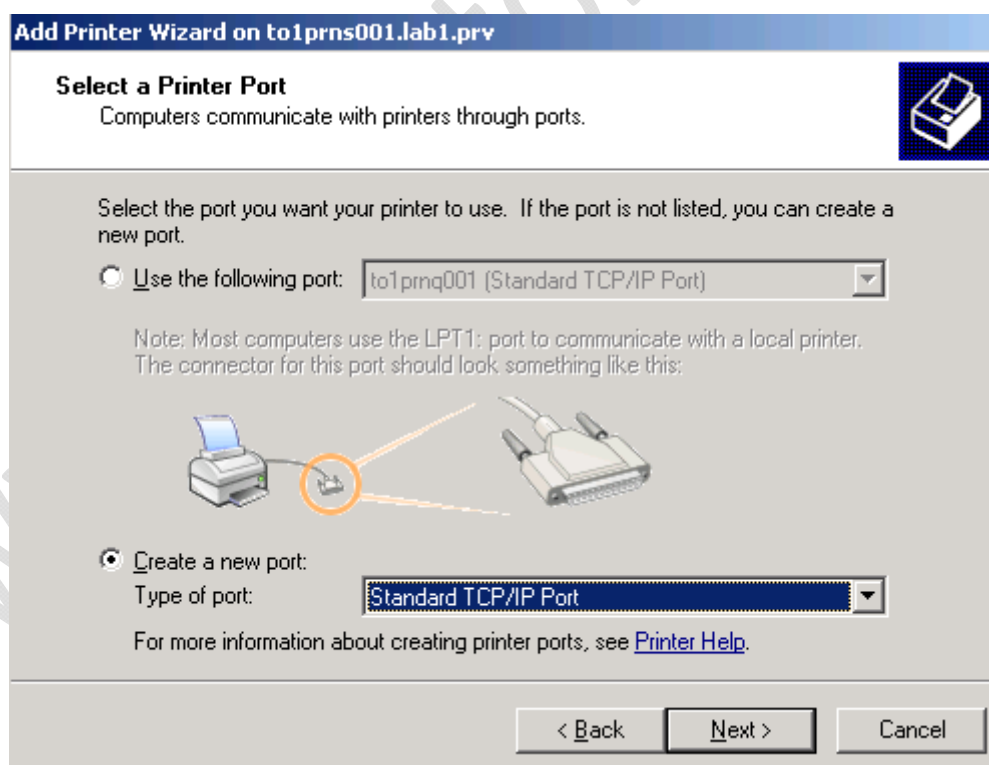 Add Printer Wizard on to1prns001.lab1.prv
Select a Printer Port
Computers communicate with printers through ports.
Select the port you want your printer to use. If the port is not listed, you can create a
new port.
Use the following port: to1prnq001 (Standard TCP/IP Port)
Note: Most computers use the LPT1: port to communicate with a local printer.
The connector for this port should look something like this:
Create a new port:
Type of port: Standard TCP/IP Port
For more information about creating printer ports, see Printer Help.
< Back Next > Cancel